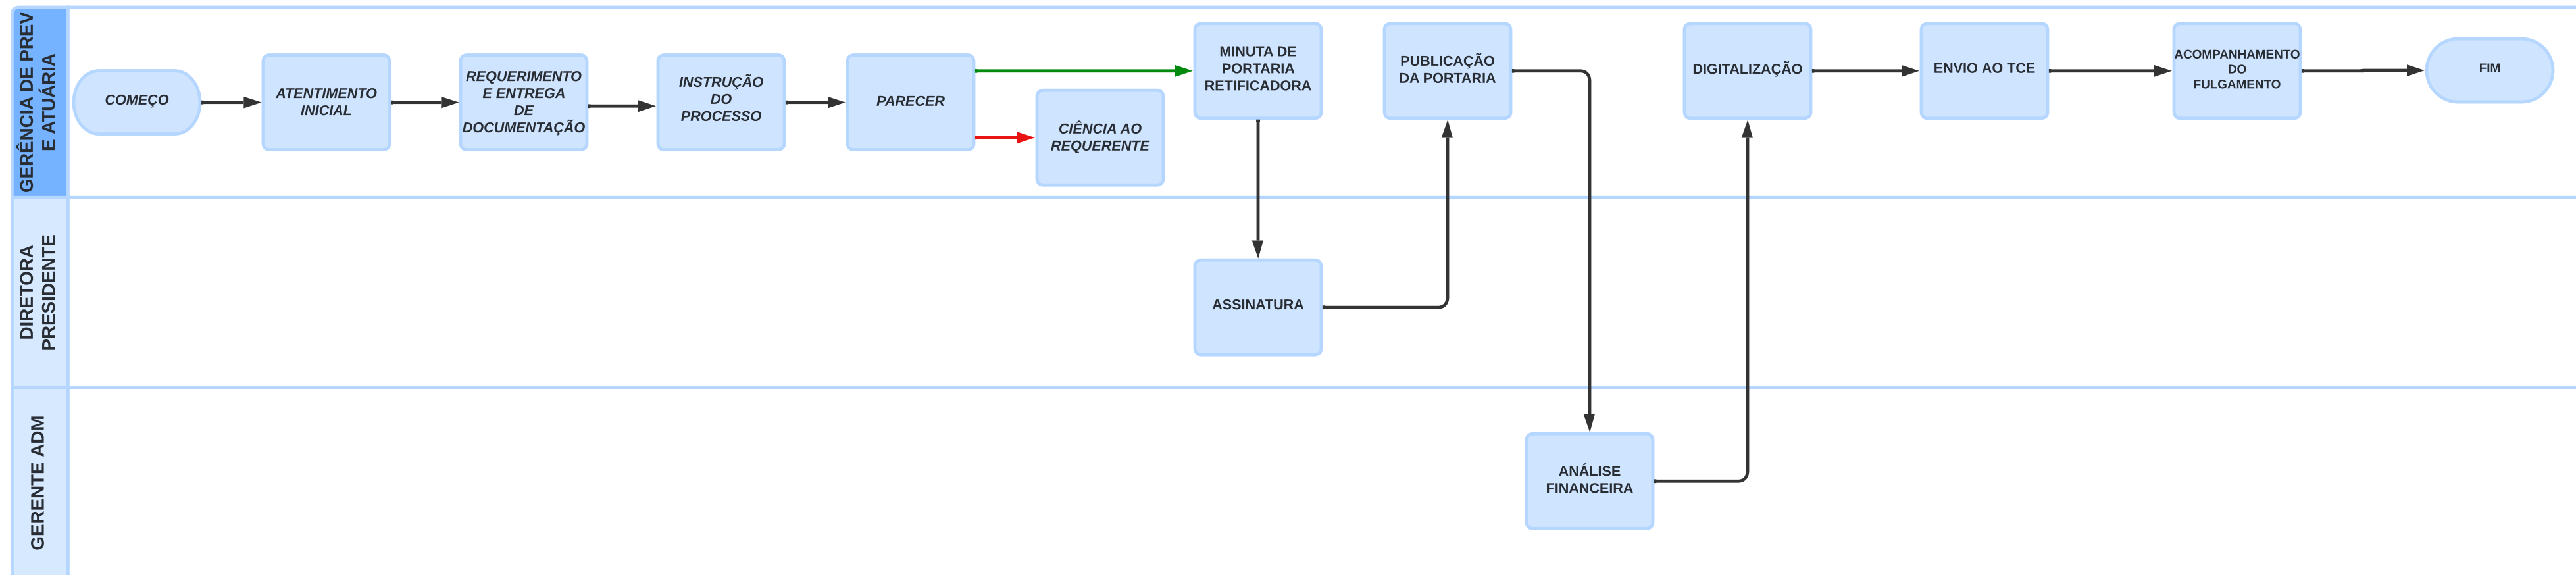 GERÊNCIA DE PREV
E ATUÁRIA
COMEÇO
ATENTIMENTO
INICIAL
REQUERIMENTO
E ENTREGA
DE
DOCUMENTAÇÃO
INSTRUÇÃO
DO
PROCESSO
PARECER
CIÊNCIA AO
REQUERENTE
MINUTA DE
PORTARIA
RETIFICADORA
PUBLICAÇÃO
DA PORTARIA
DIGITALIZAÇÃO
ENVIO AO TCE
ACOMPANHAMENTO
DO
FULGAMENTO
FIM
DIRETORA
PRESIDENTE
ASSINATURA
GERENTE ADM
ANÁLISE
FINANCEIRA